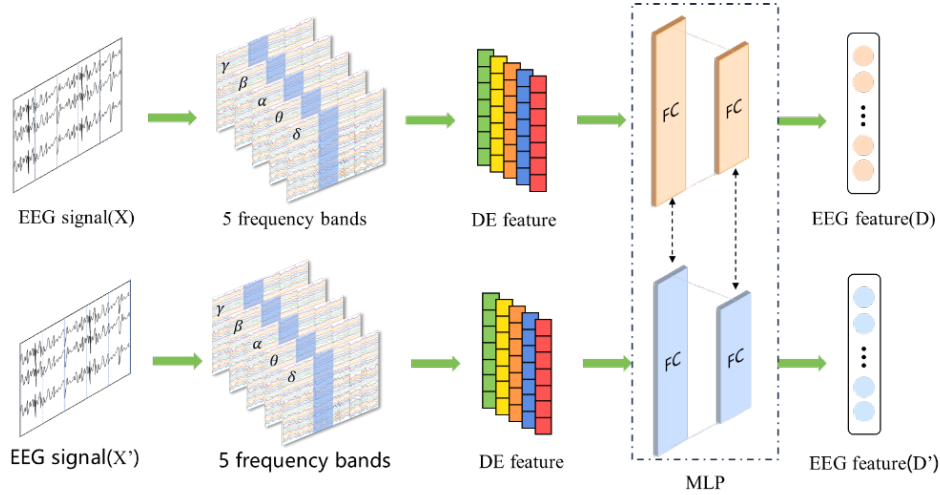 γ
β
α
θ
δ
FC
FC
EEG signal(X)
5 frequency bands
DE feature
EEG feature(D)
γ
β
α
θ
δ
FC
FC
EEG signal(X’)
5 frequency bands
DE feature
EEG feature(D’)
MLP